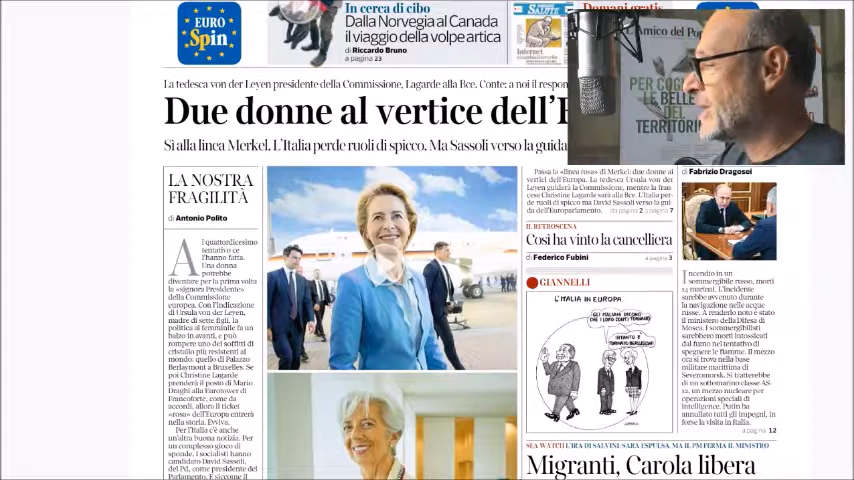 EURO
Spin
In cerca di cibo
Dalla Norvegia al Canada
il viaggio della volpe artica
di Riccardo Bruno
a pagina 23
SALUTE
Internet
Domani gratis
L'Amico del Po
PER
LE BELLE
DEL
TERRITOR
La tedesca von der Leyen presidente della Commissione, Lagarde alla Bce. Conte: a noi il respon
Due donne al vertice dell'E
Sì alla linea Merkel. L'Italia perde ruoli di spicco. Ma Sassoli verso la guida
LA NOSTRA
FRAGILITÀ
di Antonio Polito
Al quattordicesimo
tentativo ce
l'hanno fatta.
Una donna
potrebbe
diventare per la prima volta
la «signora Presidente»
della Commissione
europea. Con l'indicazione
di Ursula von der Leyen,
madre di sette figli, la
politica al femminile fa un
balzo in avanti, e può
rompere uno dei soffitti di
cristallo più resistenti al
mondo: quello di Palazzo
Berlaymont a Bruxelles. Se
poi Christine Lagarde
prenderà il posto di Mario
Draghi alla Eurotower di
Francoforte, come da
accordi, allora il ticket
«rosa» dell'Europa entrerà
nella storia. Evviva.
Per l'Italia c'è anche
un'altra buona notizia. Per
un complesso gioco di
sponde, i socialisti hanno
candidato David Sassoli,
del Pd, come presidente del
Parlamento. E siccome il
Passa la «linea rosa» di Merkel: due donne ai
vertici dell'Europa. La tedesca Ursula von der
Leyen guiderà la Commissione, mentre la fran-
cese Christine Lagarde sarà alla Bce. L'Italia per-
de ruoli di spicco ma David Sassoli verso la gui-
da dell'Europarlamento. da pagina 2 a pagina 7
IL RETROSCENA
Così ha vinto la cancelliera
di Federico Fubini
a pagina 3
GIANNELLI
L'ITALIA IN EUROPA
GLI ITALIANI DICONO
CHE I LORO CONTI TORNANO
INTANTO È
TORNATO BERLUSCONI
di Fabrizio Dragosei
Incendio in un
sommergibile russo, morti
14 marinai. L'incidente
sarebbe avvenuto durante
la navigazione nelle acque
russe. A renderlo noto è stato
il ministero della Difesa di
Mosca. I sommergibilisti
sarebbero morti intossicati
dal fumo nel tentativo di
spegnere le fiamme. Il mezzo
ora si trova nella base
militare marittima di
Severomorsk. Si tratterebbe
di un sottomarino classe AS-
12, un mezzo nucleare per
operazioni speciali di
intelligence. Putin ha
annullato tutti gli impegni, in
forse la visita in Italia.
a pagina 12
SEA WATCH L'IRA DI SALVINI: SARÀ ESPULSA. MA IL PM FERMA IL MINISTRO
Migranti, Carola libera